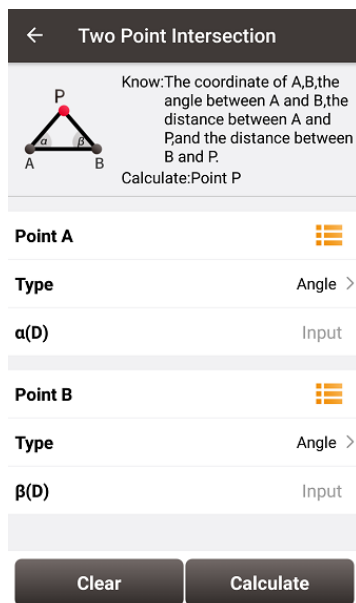 Two Point Intersection
Know:The coordinate of A,B,the
angle between A and B,the
distance between A and
P,and the distance between
B and P.
Calculate:Point P
P
α β
A B
Point A
Type Angle
α(D) Input
Point B
Type Angle
β(D) Input
Clear Calculate